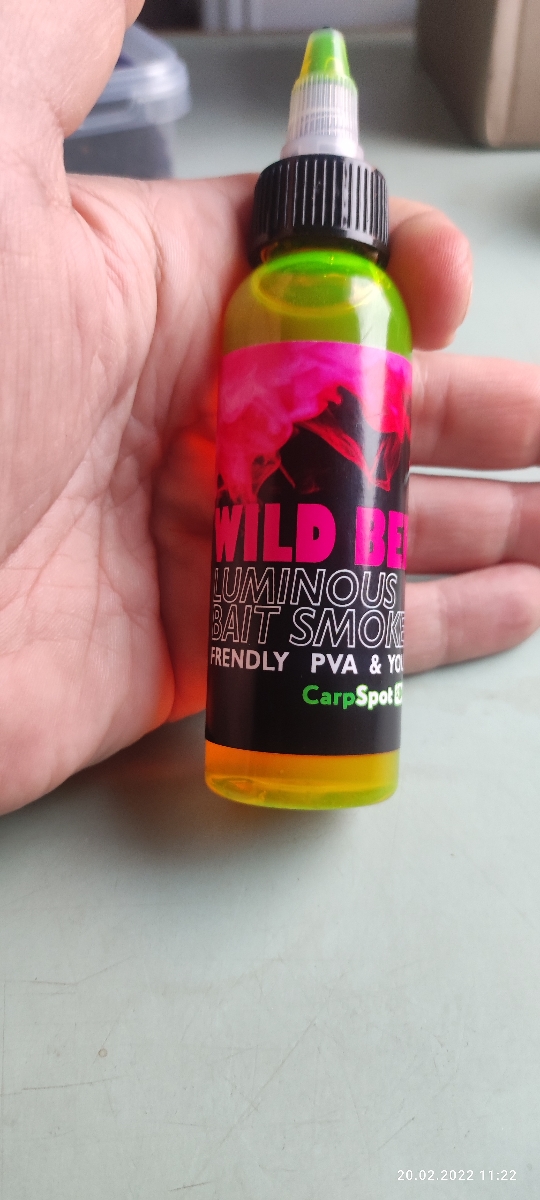 WILD BE
LUMINOUS
BAIT SMOKE
FRENDLY PVA & YO
CarpSpot
20.02.2022 11:22